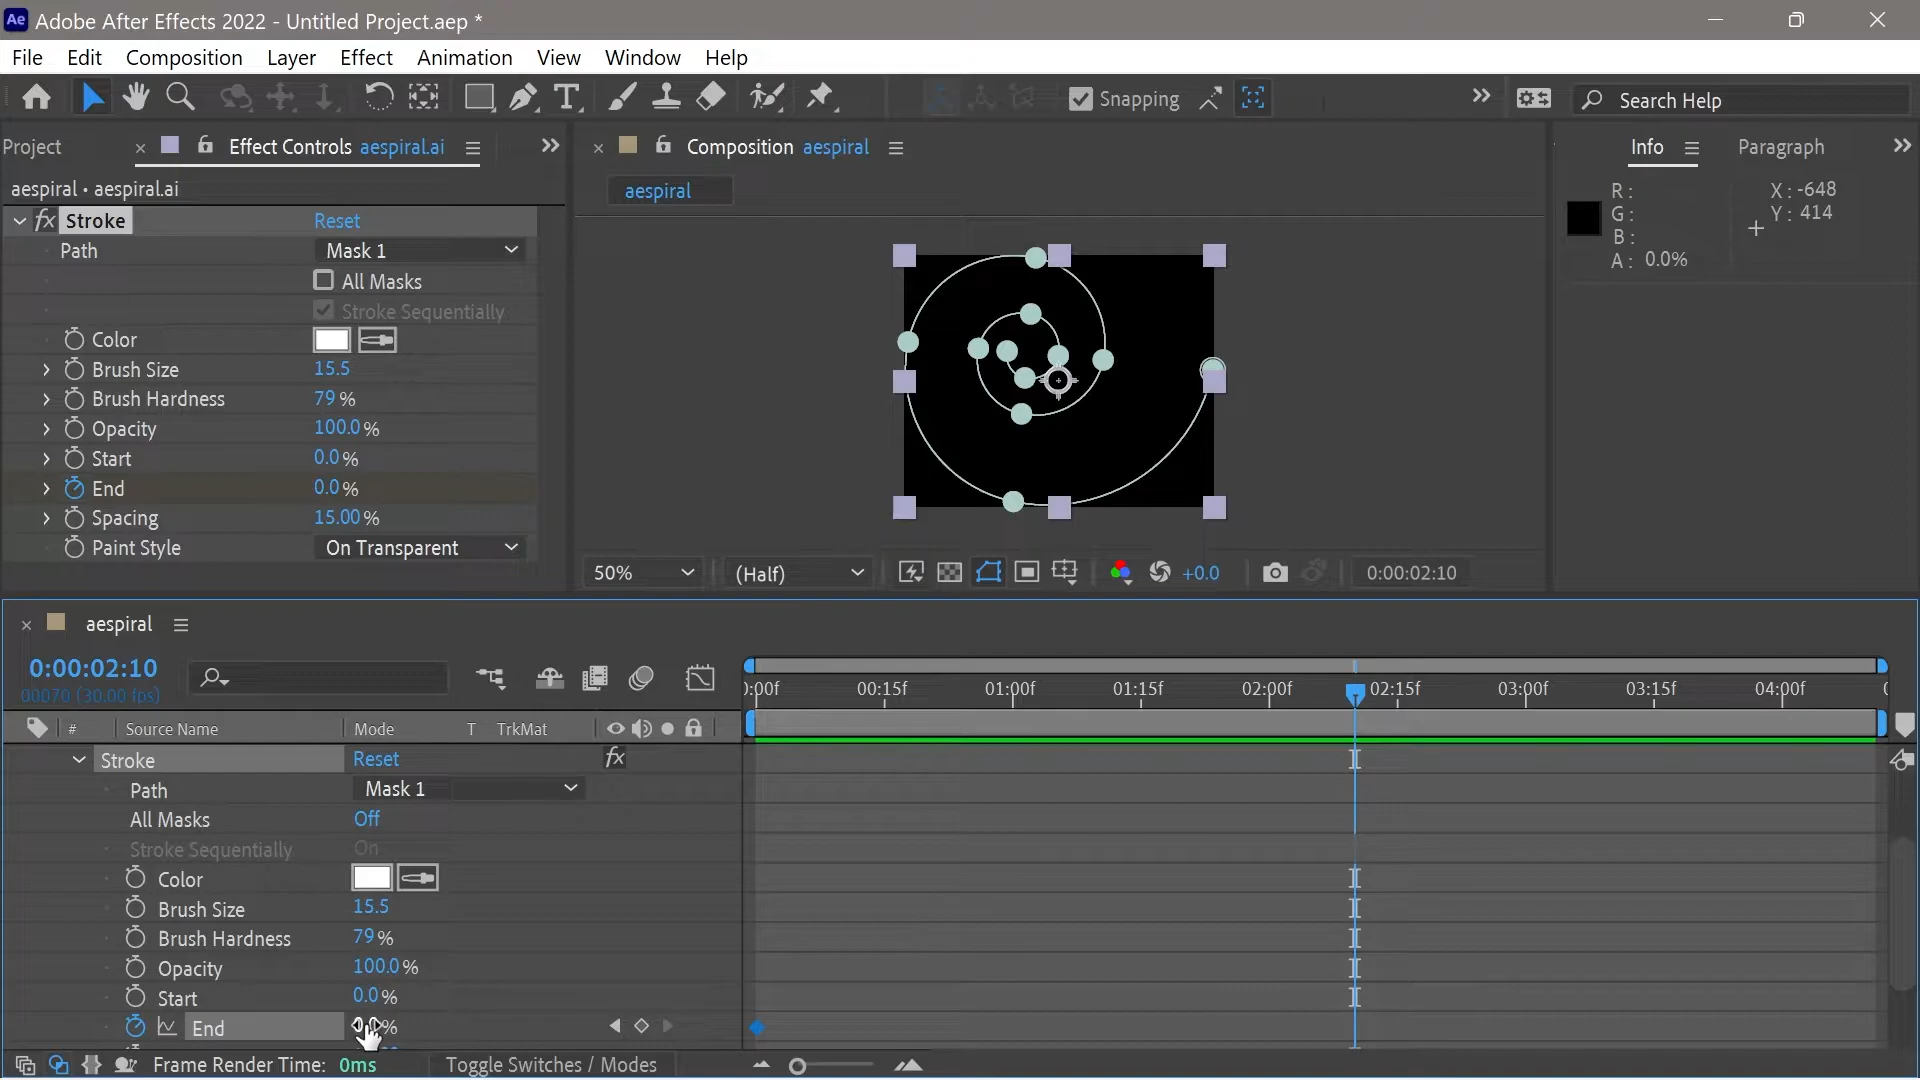 Ae Adobe After Effects 2022 - Untitled Project.aep *
File Edit Composition Layer Effect Animation View Window Help
Snapping
Search Help
Project
Effect Controls aespiral.ai
Composition aespiral
Info
Paragraph
aespiral • aespiral.ai
aespiral
R:
G:
B:
A: 0.0%
X: -648
Y: 414
fx Stroke Reset
Path Mask 1
All Masks
Stroke Sequentially
Color
Brush Size 15.5
Brush Hardness 79 %
Opacity 100.0 %
Start 0.0 %
End 0.0 %
Spacing 15.00 %
Paint Style On Transparent
50% (Half) +0.0 0:00:02:10
aespiral
0:00:02:10
00070 (30.00 fps)
):00f 00:15f 01:00f 01:15f 02:00f 02:15f 03:00f 03:15f 04:00f
# Source Name Mode T TrkMat
Stroke Reset fx
Path Mask 1
All Masks Off
Stroke Sequentially On
Color
Brush Size 15.5
Brush Hardness 79 %
Opacity 100.0 %
Start 0.0 %
End %
Frame Render Time: 0ms Toggle Switches / Modes